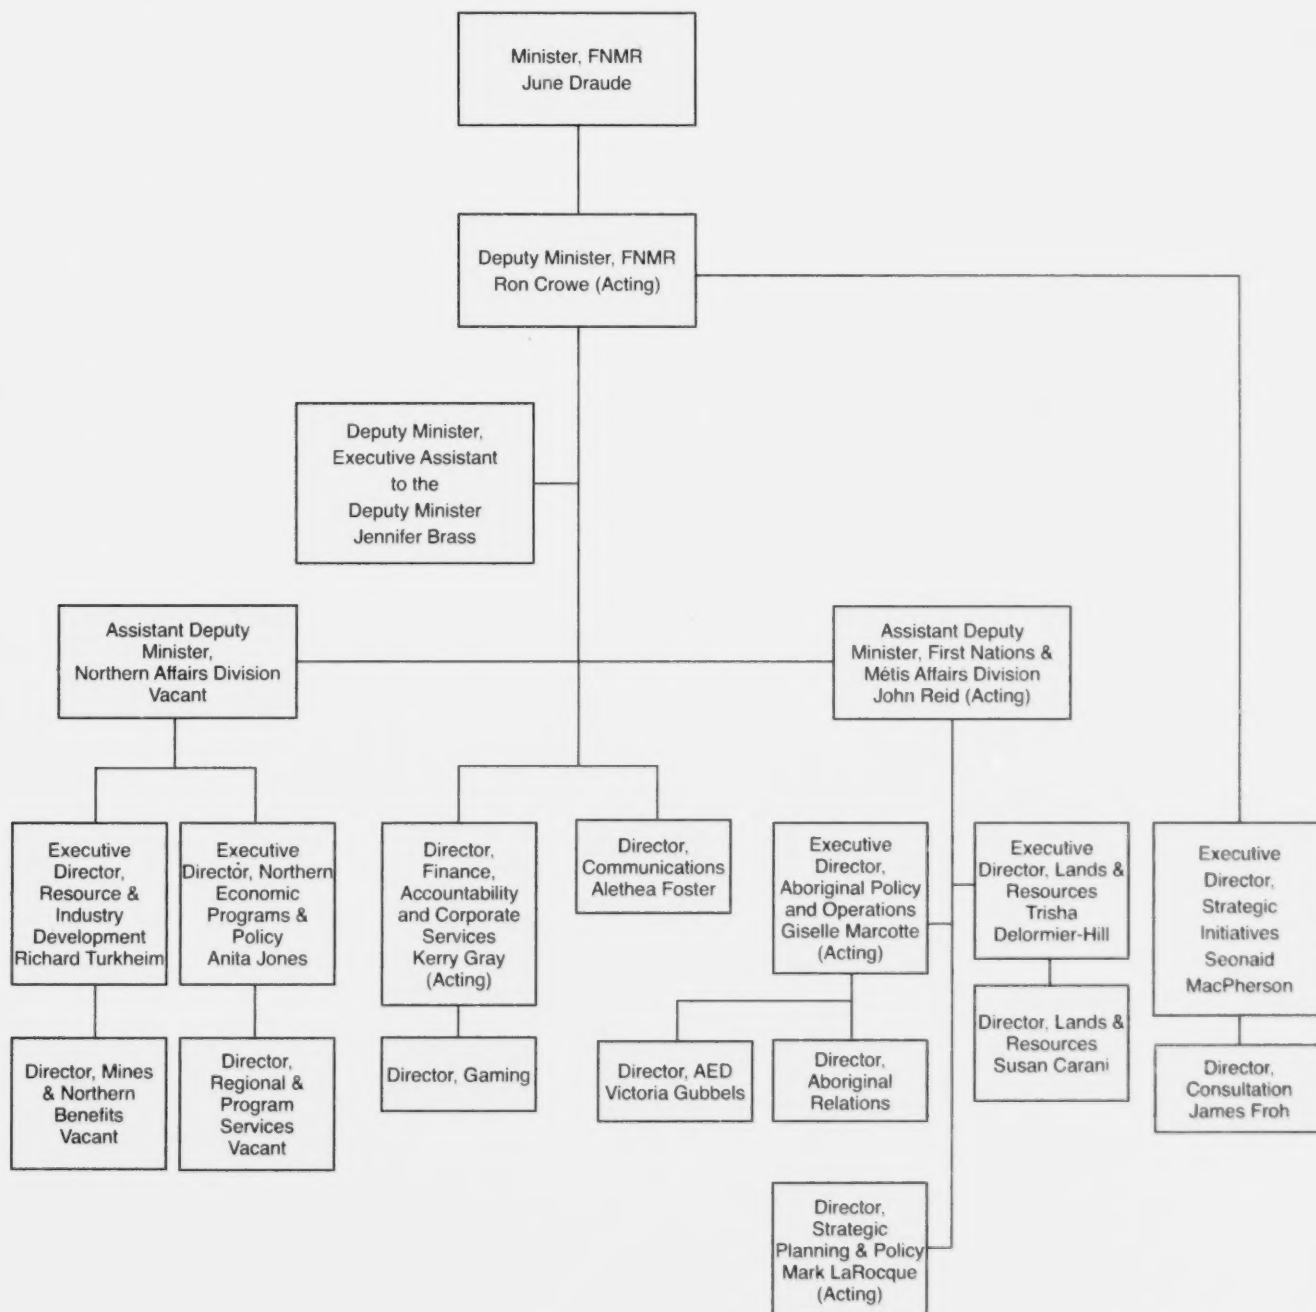 Minister, FNMR
June Draude
Deputy Minister, FNMR
Ron Crowe (Acting)
Deputy Minister,
Executive Assistant
to the
Deputy Minister
Jennifer Brass
Assistant Deputy
Minister,
Northern Affairs Division
Vacant
Assistant Deputy
Minister, First Nations &
Métis Affairs Division
John Reid (Acting)
Executive
Director,
Resource &
Industry
Development
Richard Turkheim
Executive
Director, Northern
Economic
Programs &
Policy
Anita Jones
Director,
Finance,
Accountability
and Corporate
Services
Kerry Gray
(Acting)
Director,
Communications
Alethea Foster
Executive
Director,
Aboriginal Policy
and Operations
Giselle Marcotte
(Acting)
Executive
Director, Lands &
Resources
Trisha
Delormier-Hill
Executive
Director,
Strategic
Initiatives
Seonaid
MacPherson
Director, Mines
& Northern
Benefits
Vacant
Director,
Regional &
Program
Services
Vacant
Director, Gaming
Director, AED
Victoria Gubbels
Director,
Aboriginal
Relations
Director, Lands &
Resources
Susan Carani
Director,
Consultation
James Froh
Director,
Strategic
Planning & Policy
Mark LaRocque
(Acting)